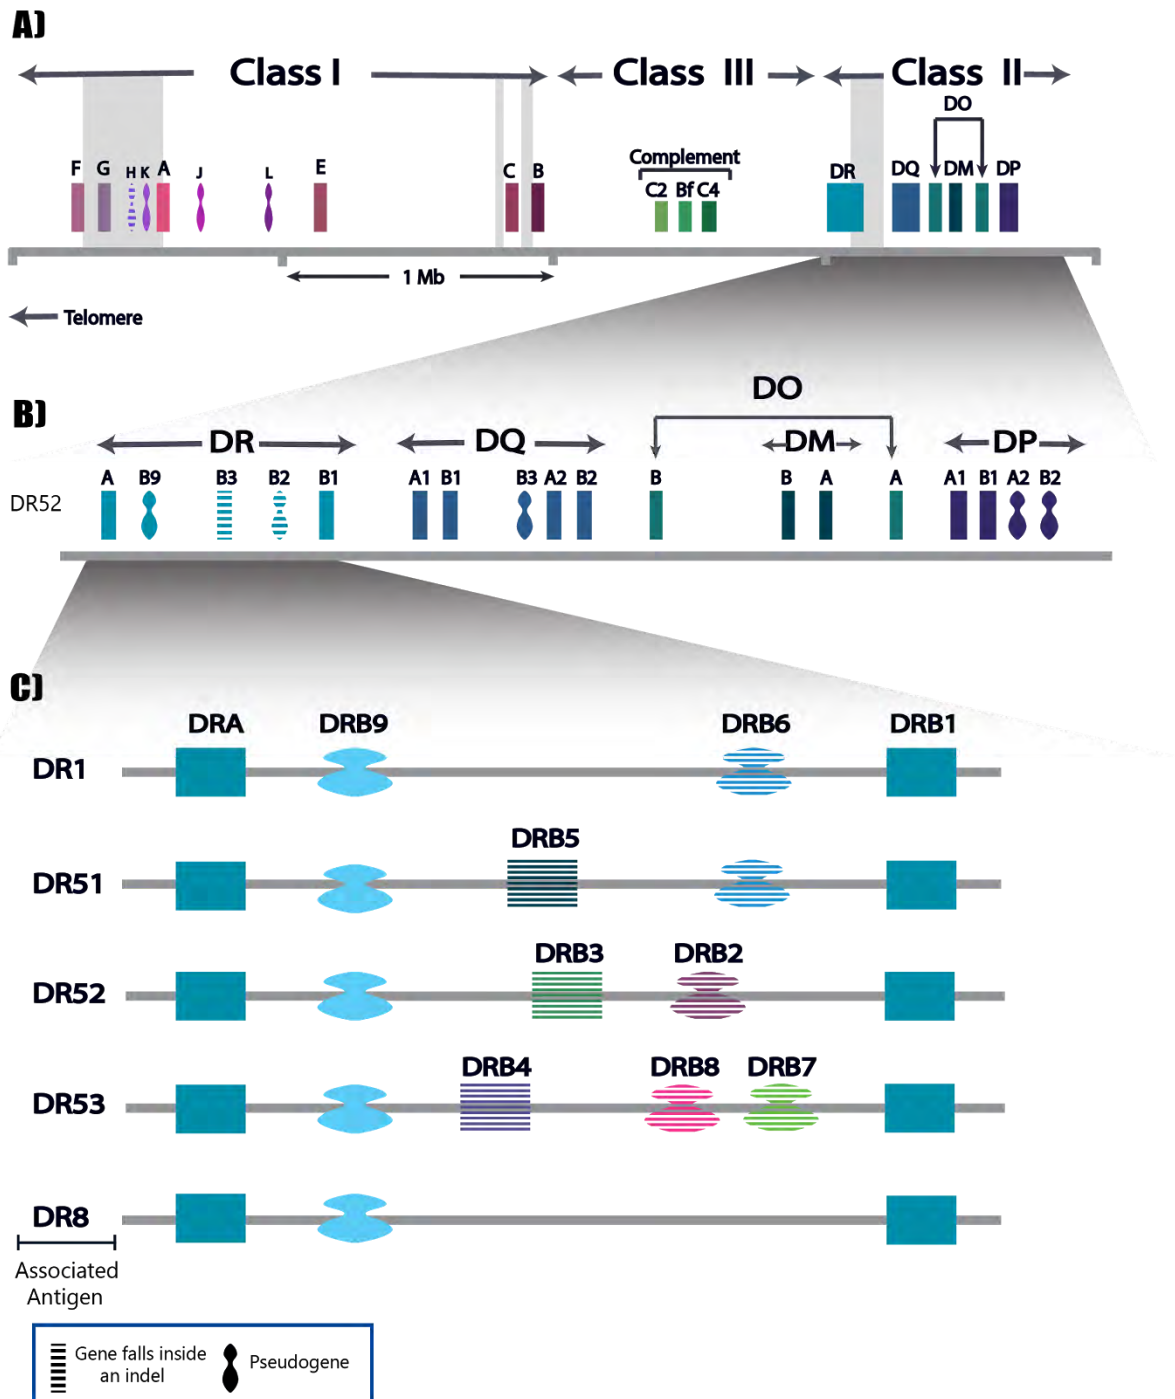 A)
Class I
Class III
Class II
DO
F G H K A J L E C B
Complement
C2 Bf C4
DR DQ DM DP
1 Mb
Telomere
B)
DO
DR DQ DM DP
A B9 B3 B2 B1 A1 B1 B3 A2 B2 B B A A A1 B1 A2 B2
DR52
C)
DRA DRB9 DRB6 DRB1
DR1
DRB5
DR51
DRB3 DRB2
DR52
DRB4 DRB8 DRB7
DR53
DR8
Associated
Antigen
Gene falls inside
an indel
Pseudogene